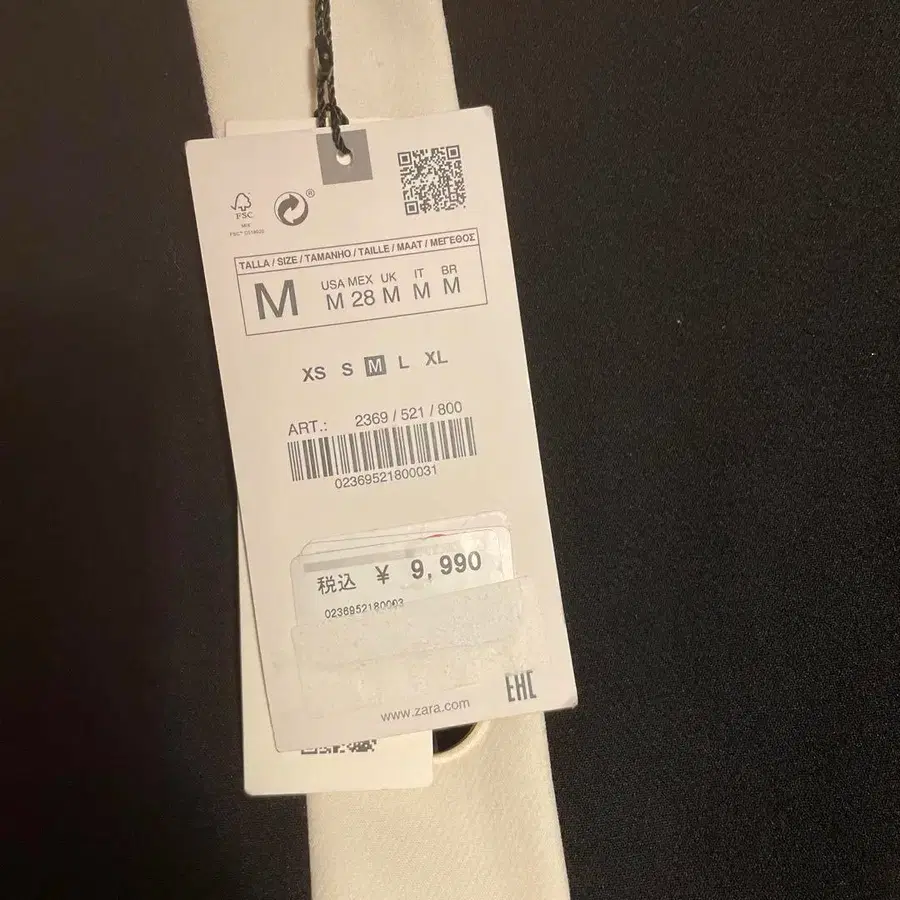 FSC
MIX
®
TALLA / SIZE / TAMANHO / TAILLE / MAAT / ΜΕΓΕΘΟΣ
M
USA MEX UK IT BR
M 28 M M M
XS S M L XL
ART.: 2369 / 521 / 800
02369521800031
税込 ¥ 9,990
0236952180003
EAC
www.zara.com